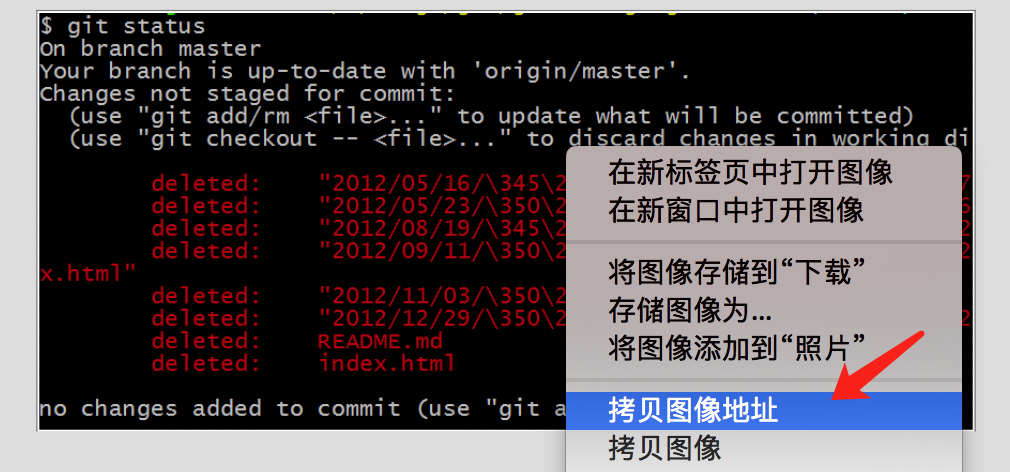 $ git status
On branch master
Your branch is up-to-date with 'origin/master'.
Changes not staged for commit:
(use "git add/rm <file>..." to update what will be committed)
(use "git checkout -- <file>..." to discard changes in working di
deleted: "2012/05/16/\345\2
deleted: "2012/05/23/\350\2
deleted: "2012/08/19/\345\2
deleted: "2012/09/11/\350\2
x.html"
deleted: "2012/11/03/\350\2
deleted: "2012/12/29/\350\2
deleted: README.md
deleted: index.html
no changes added to commit (use "git a
在新标签页中打开图像
在新窗口中打开图像
将图像存储到“下载”
存储图像为...
将图像添加到“照片”
拷贝图像地址
拷贝图像